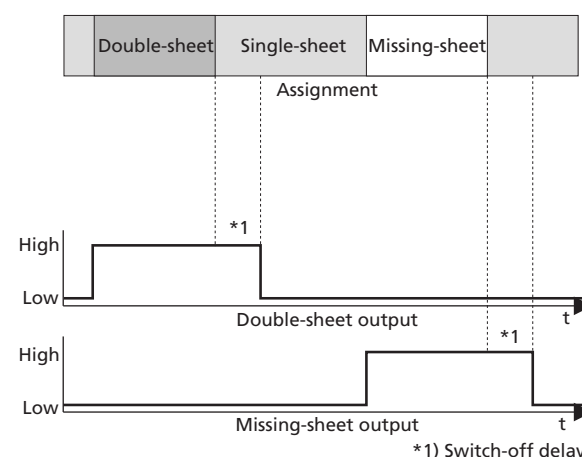 Double-sheet Single-sheet Missing-sheet
Assignment
*1
High
Low
Double-sheet output t
*1
High
Low
Missing-sheet output t
*1) Switch-off delay